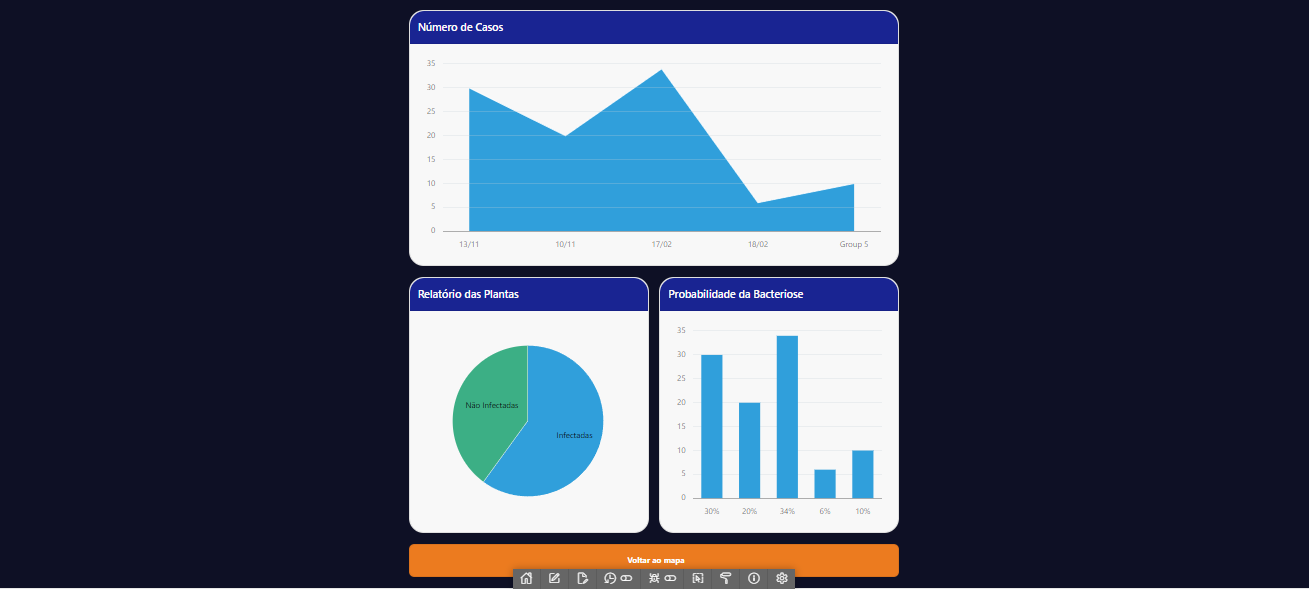 Número de Casos
35
30
25
20
15
10
5
0
13/11 10/11 17/02 18/02 Group 5
Relatório das Plantas
Não Infectadas
Infectadas
Probabilidade da Bacteriose
35
30
25
20
15
10
5
0
30% 20% 34% 6% 10%
Voltar ao mapa